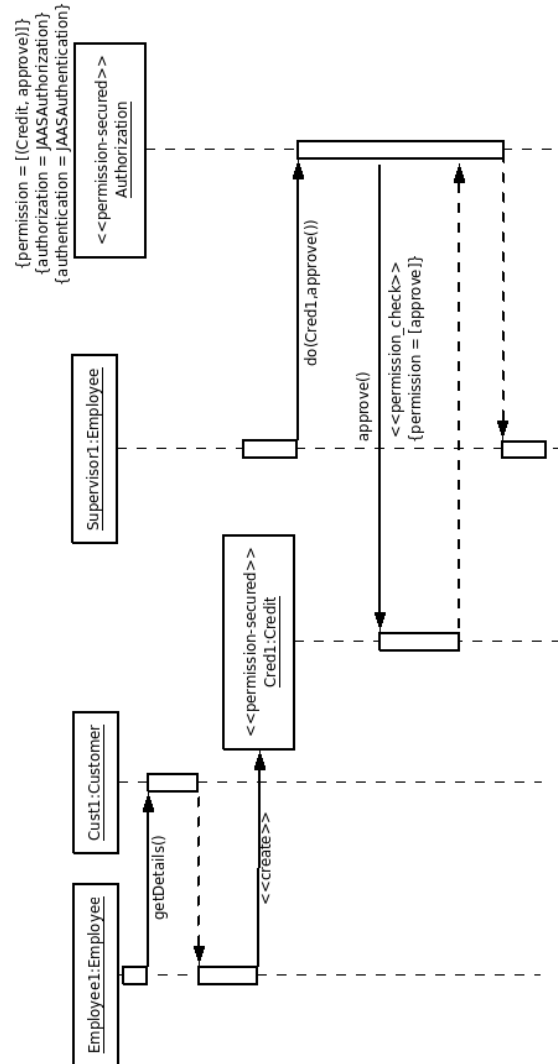 Employee1:Employee
Cust1:Customer
Supervisor1:Employee
{permission = [(Credit, approve)]}
{authorization = JAASAuthorization}
{authentication = JAASAuthentication}
<<permission-secured>>
Authorization
getDetails()
<<create>>
<<permission-secured>>
Cred1:Credit
do(Cred1,approve())
approve()
<<permission_check>>
{permission = [approve]}